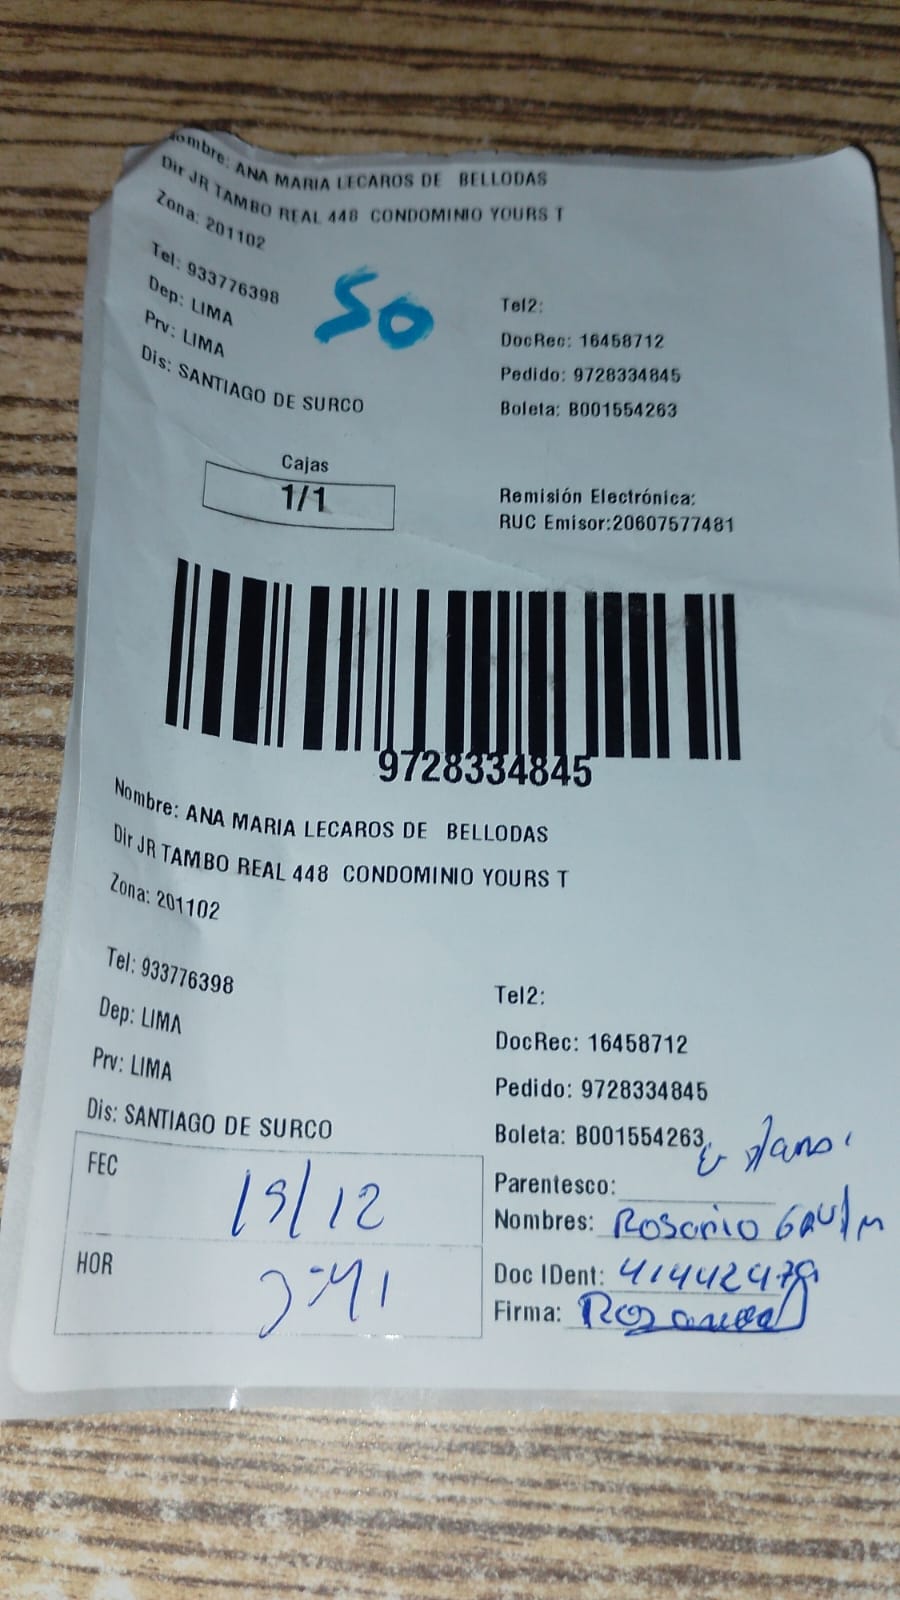 Nombre: ANA MARIA LECAROS DE BELLODAS
Dir JR TAMBO REAL 448 CONDOMINIO YOURS T
Zona: 201102
Tel: 933776398
Dep: LIMA
Prv: LIMA
Dis: SANTIAGO DE SURCO
50
Tel2:
DocRec: 16458712
Pedido: 9728334845
Boleta: B001554263
Cajas
1/1
Remisión Electrónica:
RUC Emisor:20607577481
9728334845
Nombre: ANA MARIA LECAROS DE BELLODAS
Dir JR TAMBO REAL 448 CONDOMINIO YOURS T
Zona: 201102
Tel: 933776398
Dep: LIMA
Prv: LIMA
Dis: SANTIAGO DE SURCO
Tel2:
DocRec: 16458712
Pedido: 9728334845
Boleta: B001554263
FEC 19/12
HOR 3-41
Parentesco:
Nombres: Rosario
Doc IDent:
Firma: